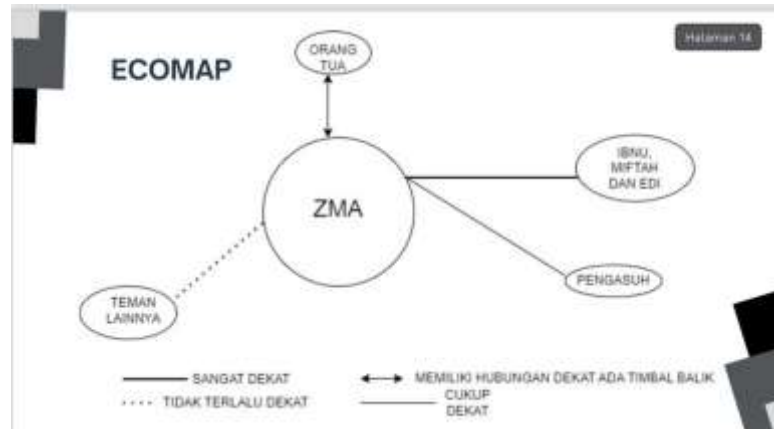 Halaman 14
ECOMAP
ORANG
TUA
IBNU,
MIFTAH
DAN EDI
ZMA
PENGASUH
TEMAN
LAINNYA
SANGAT DEKAT
MEMILIKI HUBUNGAN DEKAT ADA TIMBAL BALIK
TIDAK TERLALU DEKAT
CUKUP
DEKAT